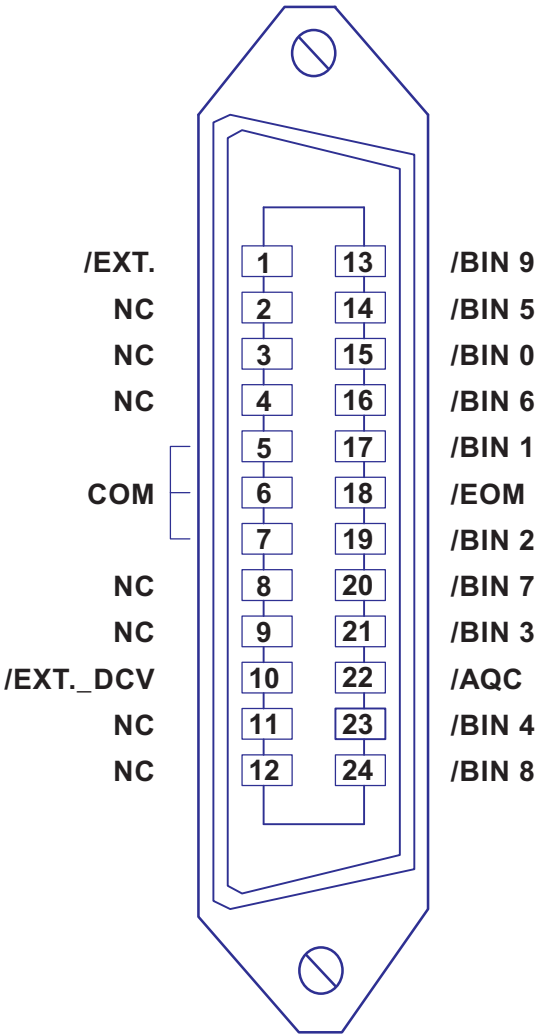 /EXT. 1 13 /BIN 9
NC 2 14 /BIN 5
NC 3 15 /BIN 0
NC 4 16 /BIN 6
5 17 /BIN 1
COM 6 18 /EOM
7 19 /BIN 2
NC 8 20 /BIN 7
NC 9 21 /BIN 3
/EXT._DCV 10 22 /AQC
NC 11 23 /BIN 4
NC 12 24 /BIN 8